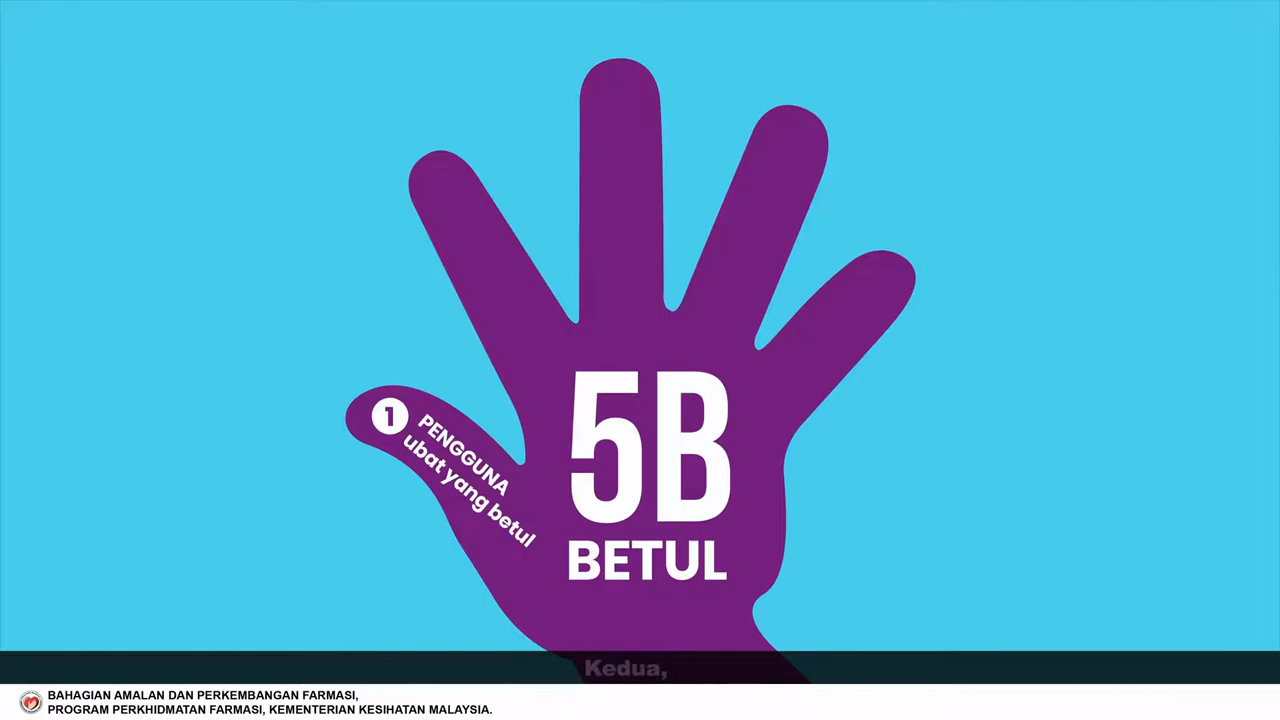 1
PENGGUNA
ubat yang betul
5B
BETUL
Kedua,
BAHAGIAN AMALAN DAN PERKEMBANGAN FARMASI,
PROGRAM PERKHIDMATAN FARMASI, KEMENTERIAN KESIHATAN MALAYSIA.